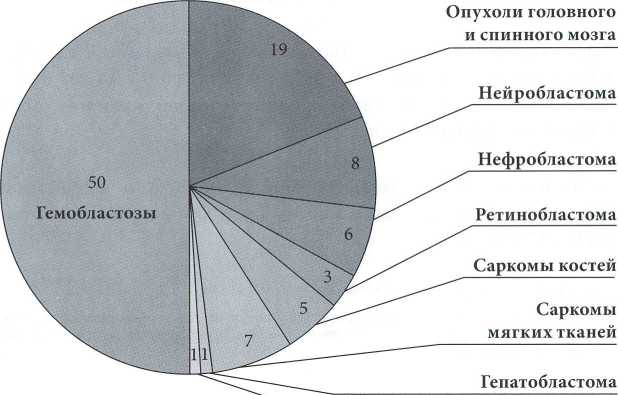 Опухоли головного
и спинного мозга
19
Нейробластома
8
50
Гемобластозы
Нефробластома
6
Ретинобластома
3
Саркомы костей
5
Саркомы
мягких тканей
7
1 1
Гепатобластома